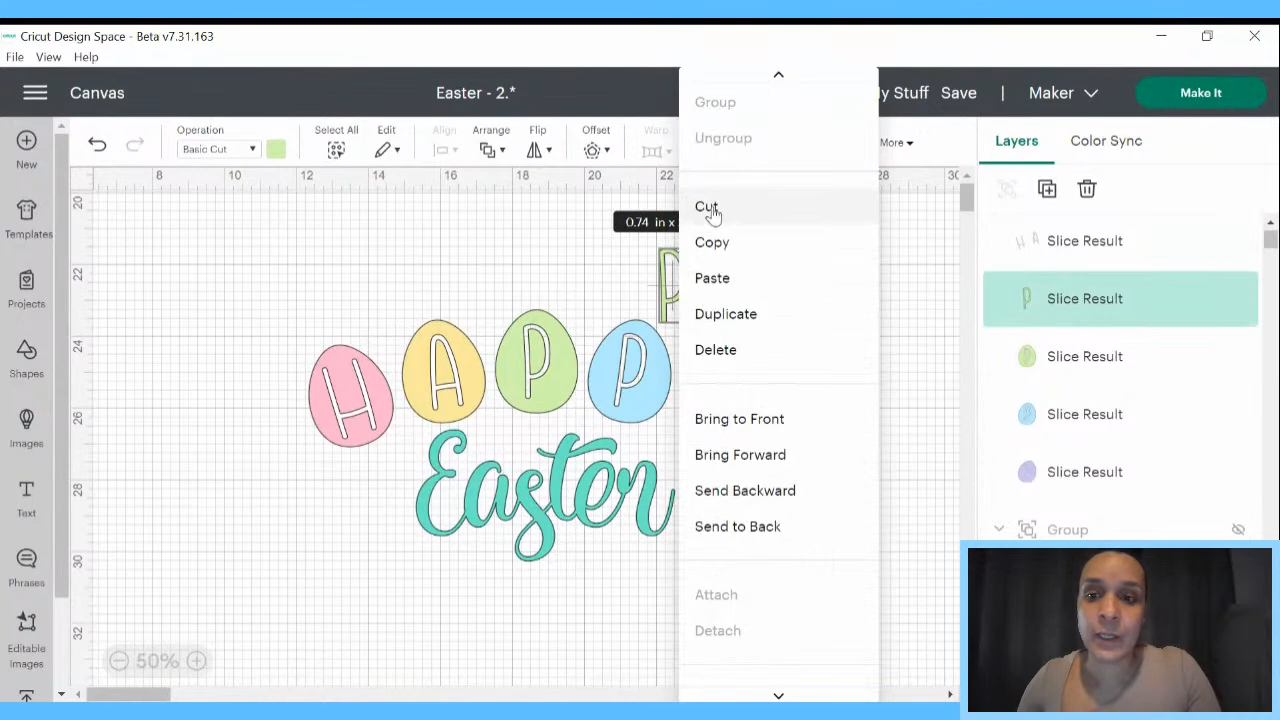 Cricut Design Space - Beta v7.31.163
File View Help
Canvas
Easter - 2.*
y Stuff Save | Maker
Make It
New
Templates
Projects
Shapes
Images
Text
Phrases
Editable
Images
Operation
Basic Cut
Select All
Edit
Align
Arrange
Flip
Offset
Warp
More
8 10 12 14 16 18 20 22 28 30
20
22
24
26
28
30
32
0.74 in x
P
H A P P
Easter
50%
Group
Ungroup
Cut
Copy
Paste
Duplicate
Delete
Bring to Front
Bring Forward
Send Backward
Send to Back
Attach
Detach
Layers Color Sync
H A Slice Result
P Slice Result
P Slice Result
P Slice Result
Slice Result
Group